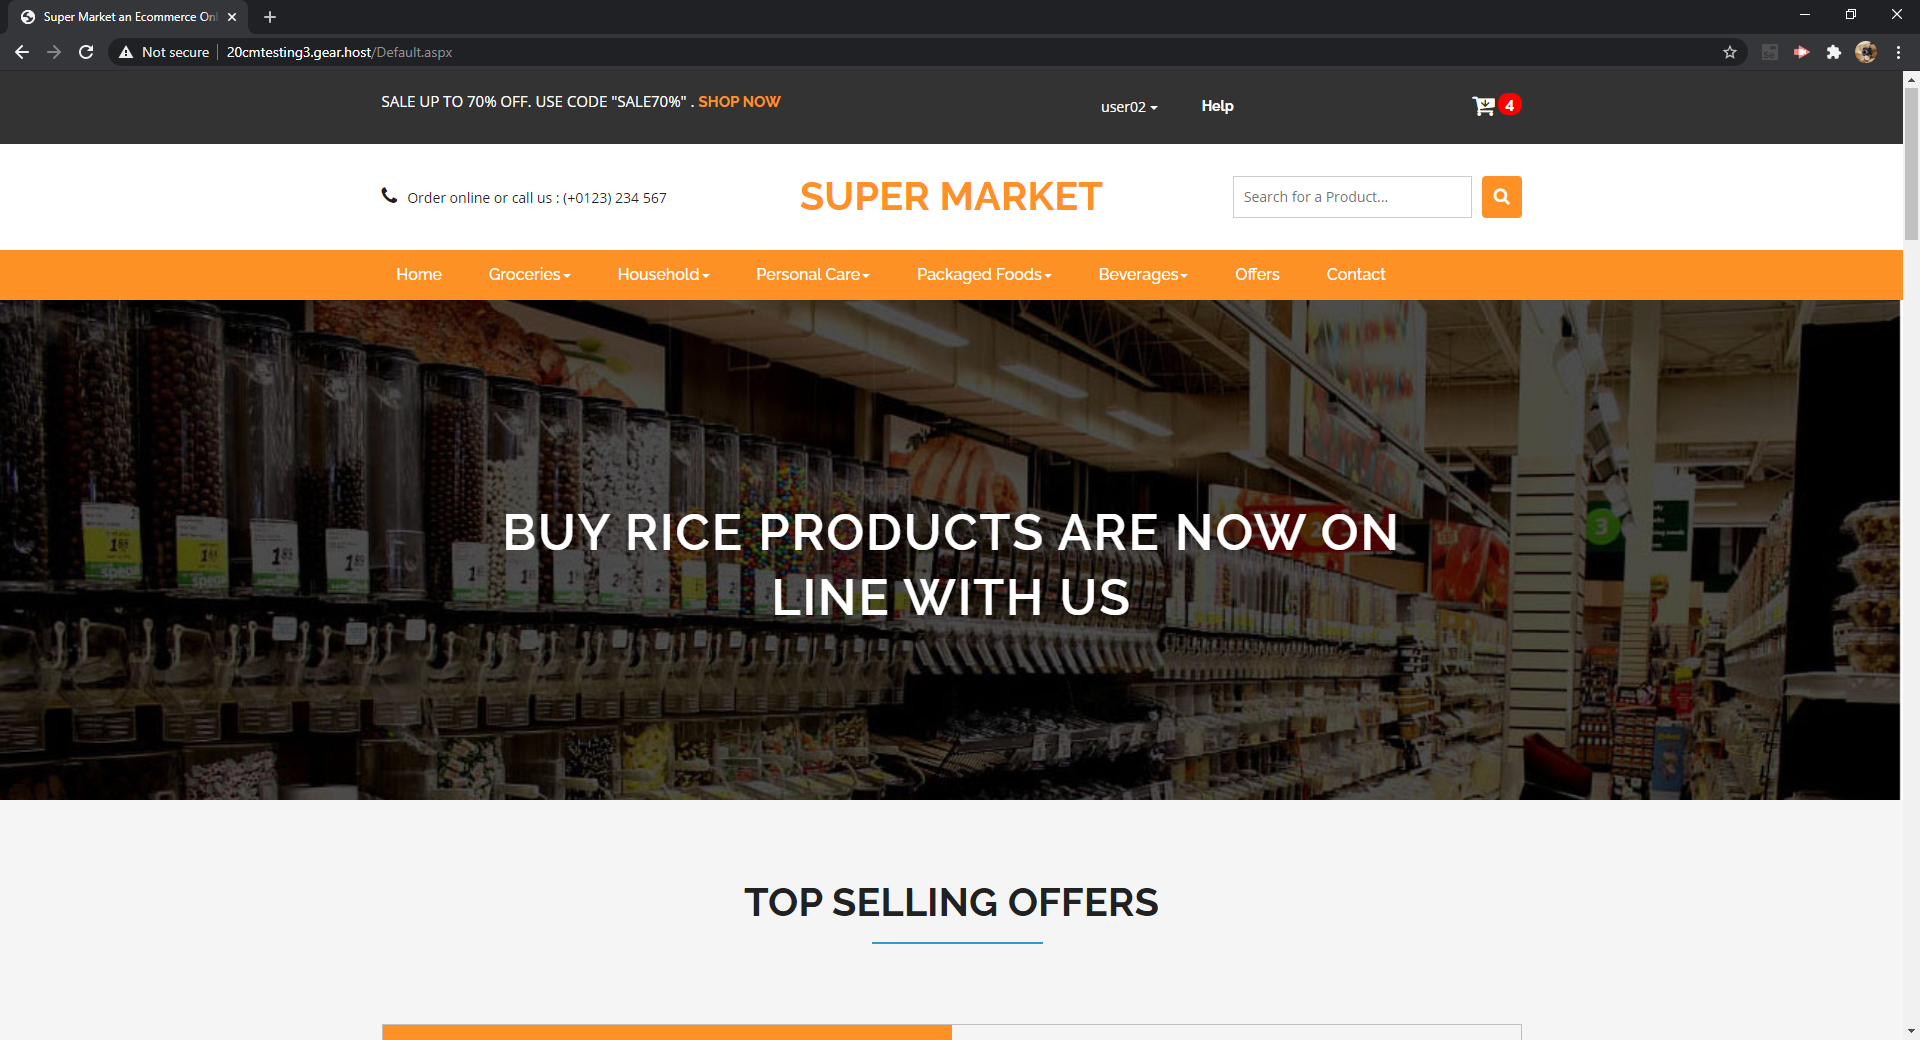 Super Market an Ecommerce Onl
Not secure
20cmtesting3.gear.host/Default.aspx
SALE UP TO 70% OFF. USE CODE "SALE70%" . SHOP NOW
user02
Help
4
Order online or call us : (+0123) 234 567
SUPER MARKET
Search for a Product...
Home
Groceries
Household
Personal Care
Packaged Foods
Beverages
Offers
Contact
3
BUY RICE PRODUCTS ARE NOW ON
LINE WITH US
TOP SELLING OFFERS